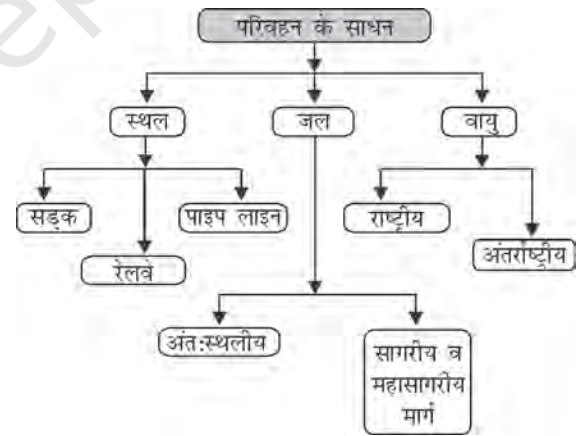 परिवहन के साधन
स्थल
जल
वायु
सड़क
पाइप लाइन
राष्ट्रीय
रेलवे
अंतर्राष्ट्रीय
अंत:स्थलीय
सागरीय व
महासागरीय
मार्ग